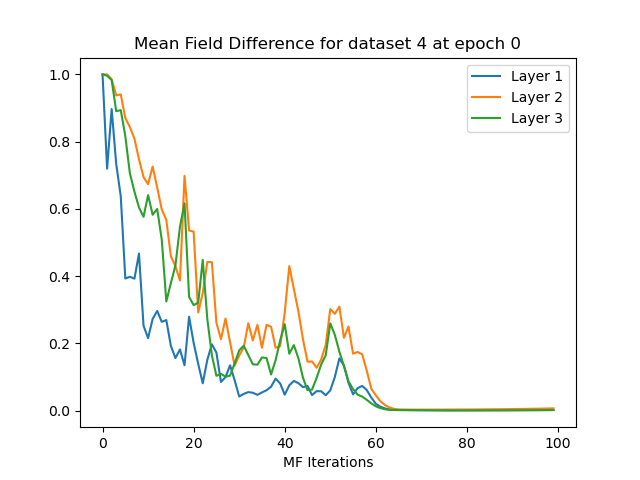 Mean Field Difference for dataset 4 at epoch 0
1.0
0.8
0.6
0.4
0.2
0.0
Layer 1
Layer 2
Layer 3
0 20 40 60 80 100
MF Iterations